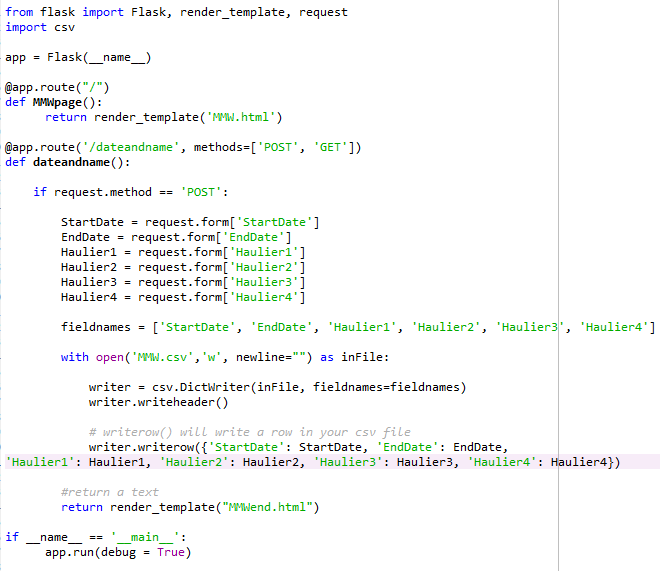 from flask import Flask, render_template, request
import csv

app = Flask(__name__)

@app.route("/")
def MMWpage():
      return render_template('MMW.html')

@app.route('/dateandname', methods=['POST', 'GET'])
def dateandname():

    if request.method == 'POST':

        StartDate = request.form['StartDate']
        EndDate = request.form['EndDate']
        Haulier1 = request.form['Haulier1']
        Haulier2 = request.form['Haulier2']
        Haulier3 = request.form['Haulier3']
        Haulier4 = request.form['Haulier4']

        fieldnames = ['StartDate', 'EndDate', 'Haulier1', 'Haulier2', 'Haulier3', 'Haulier4']

        with open('MMW.csv','w', newline="") as inFile:

            writer = csv.DictWriter(inFile, fieldnames=fieldnames)
            writer.writeheader()

            # writerow() will write a row in your csv file
            writer.writerow({'StartDate': StartDate, 'EndDate': EndDate,
'Haulier1': Haulier1, 'Haulier2': Haulier2, 'Haulier3': Haulier3, 'Haulier4': Haulier4})

        #return a text
        return render_template("MMWend.html")

if __name__ == '__main__':
      app.run(debug = True)